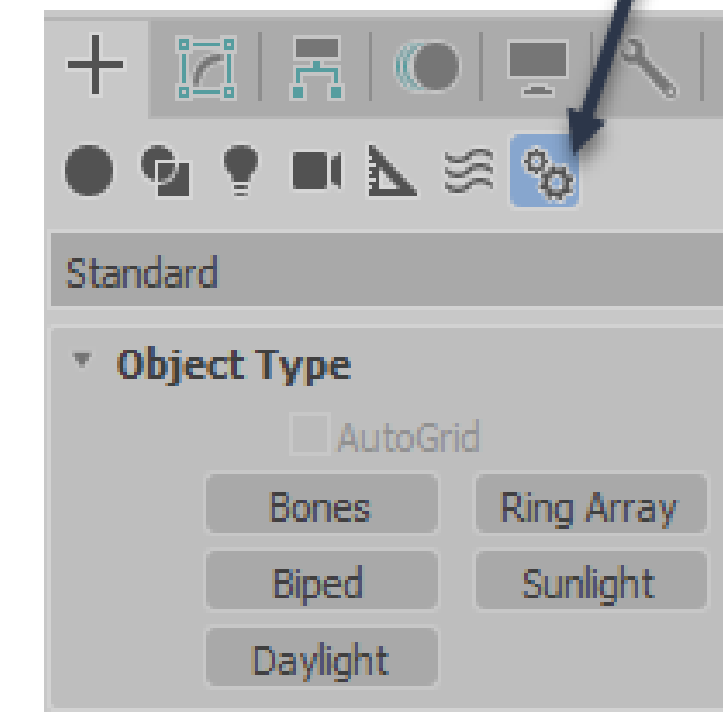 Standard
Object Type
AutoGrid
Bones Ring Array
Biped Sunlight
Daylight